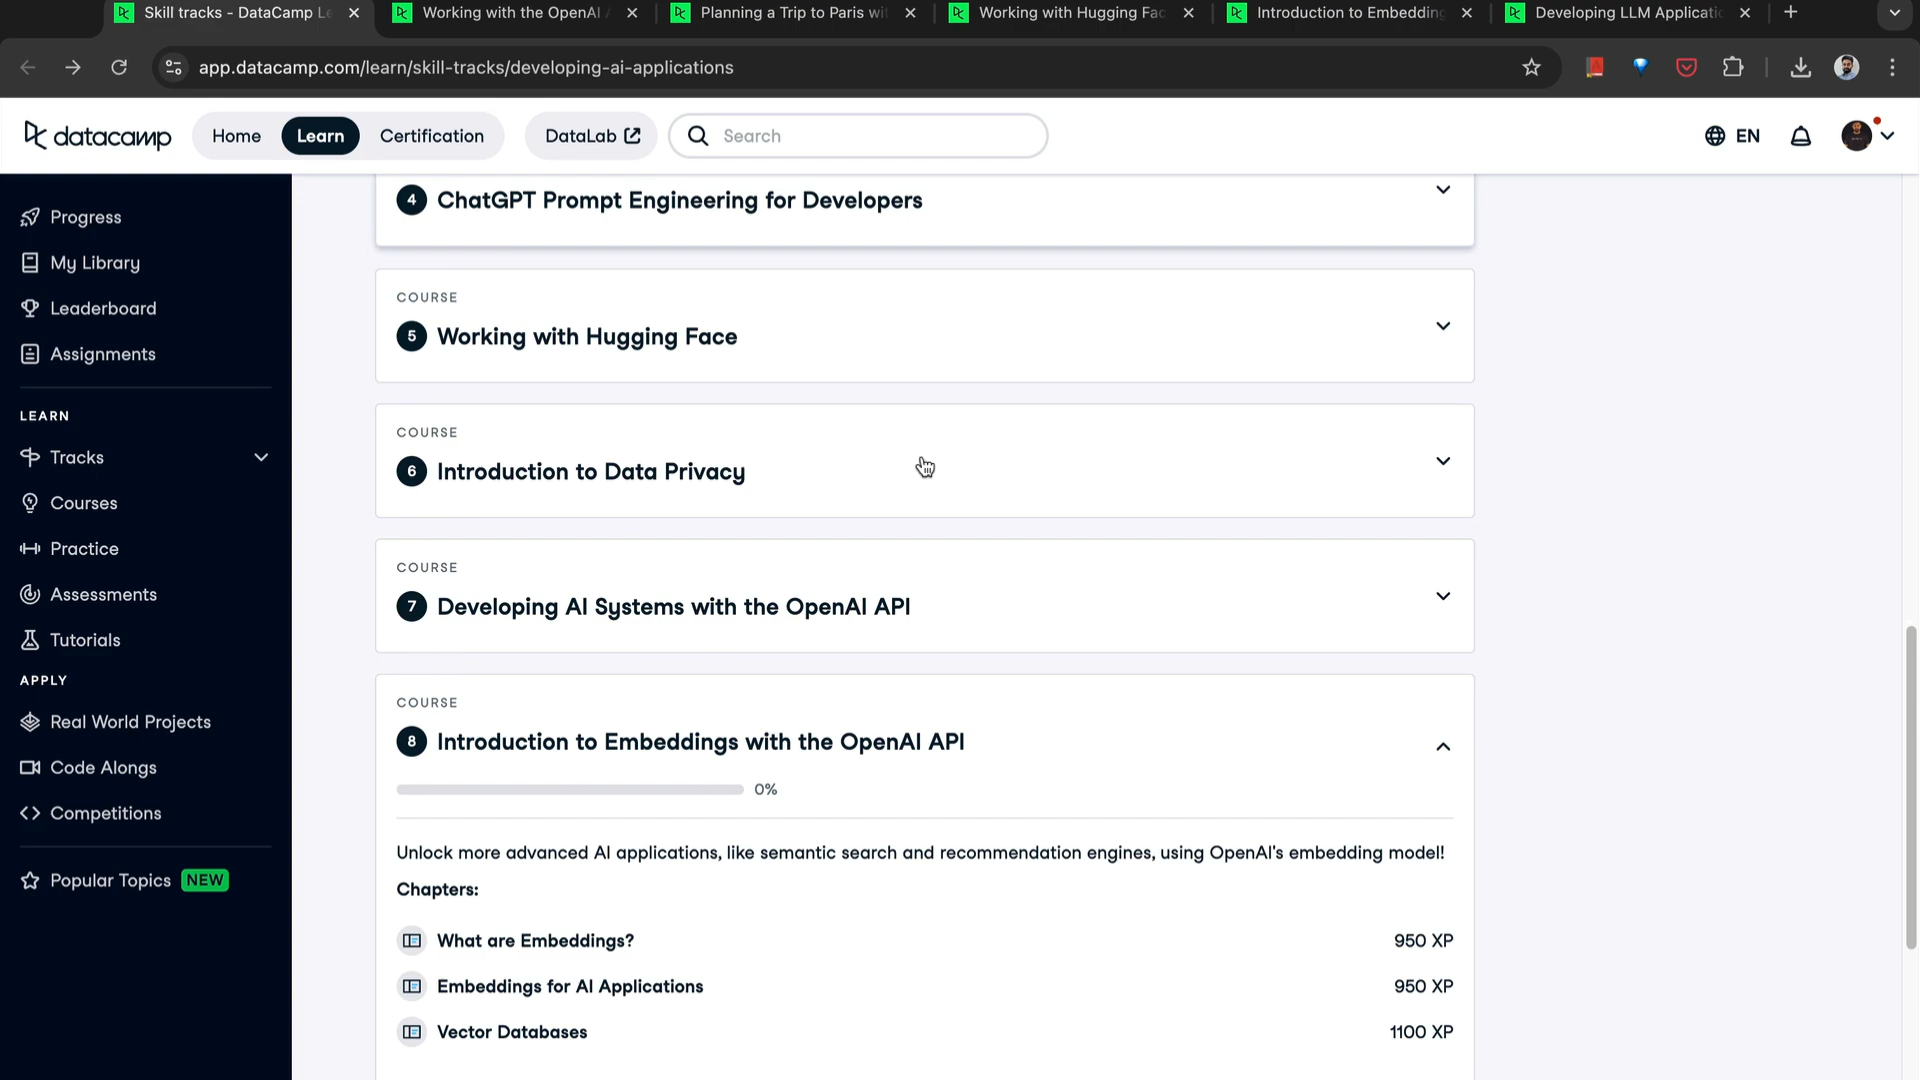 Skill tracks - DataCamp Le
Working with the OpenAI A
Planning a Trip to Paris wit
Working with Hugging Fac
Introduction to Embedding
Developing LLM Applicatio
app.datacamp.com/learn/skill-tracks/developing-ai-applications
datacamp
Home
Learn
Certification
DataLab
Search
EN
Progress
My Library
Leaderboard
Assignments
LEARN
Tracks
Courses
Practice
Assessments
Tutorials
APPLY
Real World Projects
Code Alongs
Competitions
Popular Topics NEW
4 ChatGPT Prompt Engineering for Developers
COURSE
5 Working with Hugging Face
COURSE
6 Introduction to Data Privacy
COURSE
7 Developing AI Systems with the OpenAI API
COURSE
8 Introduction to Embeddings with the OpenAI API
0%
Unlock more advanced AI applications, like semantic search and recommendation engines, using OpenAI's embedding model!
Chapters:
What are Embeddings? 950 XP
Embeddings for AI Applications 950 XP
Vector Databases 1100 XP